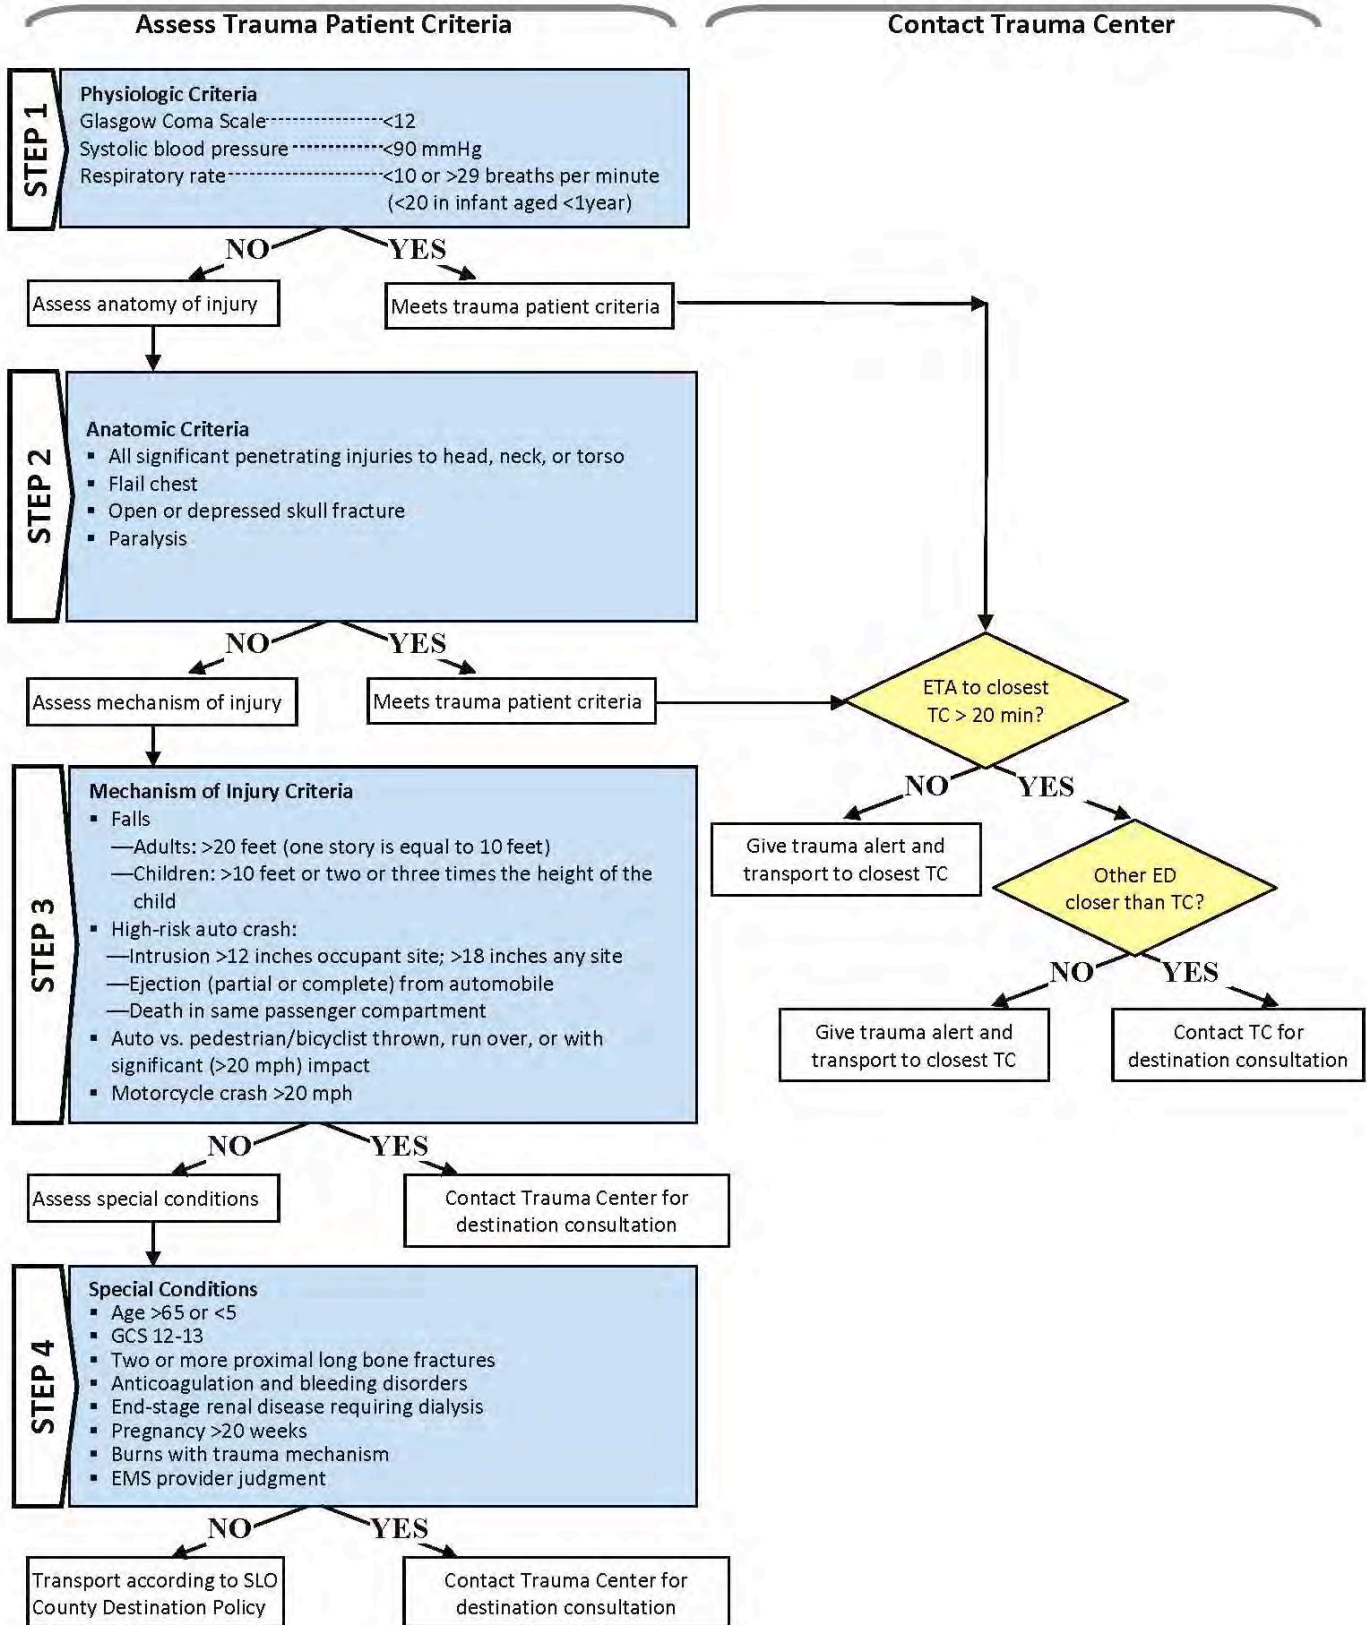 Assess Trauma Patient Criteria
Contact Trauma Center
STEP 1
Physiologic Criteria
Glasgow Coma Scale---------------<12
Systolic blood pressure---------------<90 mmHg
Respiratory rate--------------------<10 or >29 breaths per minute
(<20 in infant aged <1year)
NO
YES
Assess anatomy of injury
Meets trauma patient criteria
STEP 2
Anatomic Criteria
▪ All significant penetrating injuries to head, neck, or torso
▪ Flail chest
▪ Open or depressed skull fracture
▪ Paralysis
NO
YES
Assess mechanism of injury
Meets trauma patient criteria
ETA to closest
TC > 20 min?
NO
YES
Give trauma alert and
transport to closest TC
Other ED
closer than TC?
NO
YES
Give trauma alert and
transport to closest TC
Contact TC for
destination consultation
STEP 3
Mechanism of Injury Criteria
▪ Falls
—Adults: >20 feet (one story is equal to 10 feet)
—Children: >10 feet or two or three times the height of the
child
▪ High-risk auto crash:
—Intrusion >12 inches occupant site; >18 inches any site
—Ejection (partial or complete) from automobile
—Death in same passenger compartment
▪ Auto vs. pedestrian/bicyclist thrown, run over, or with
significant (>20 mph) impact
▪ Motorcycle crash >20 mph
NO
YES
Assess special conditions
Contact Trauma Center for
destination consultation
STEP 4
Special Conditions
▪ Age >65 or <5
▪ GCS 12-13
▪ Two or more proximal long bone fractures
▪ Anticoagulation and bleeding disorders
▪ End-stage renal disease requiring dialysis
▪ Pregnancy >20 weeks
▪ Burns with trauma mechanism
▪ EMS provider judgment
NO
YES
Transport according to SLO
County Destination Policy
Contact Trauma Center for
destination consultation